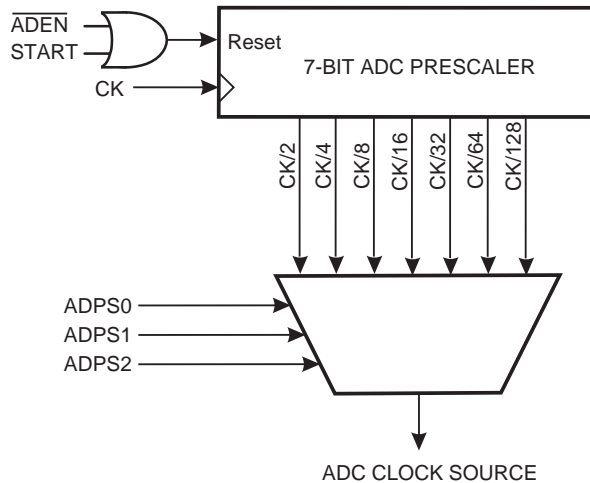 ADEN
START
Reset
7-BIT ADC PRESCALER
CK
CK/2
CK/4
CK/8
CK/16
CK/32
CK/64
CK/128
ADPS0
ADPS1
ADPS2
ADC CLOCK SOURCE